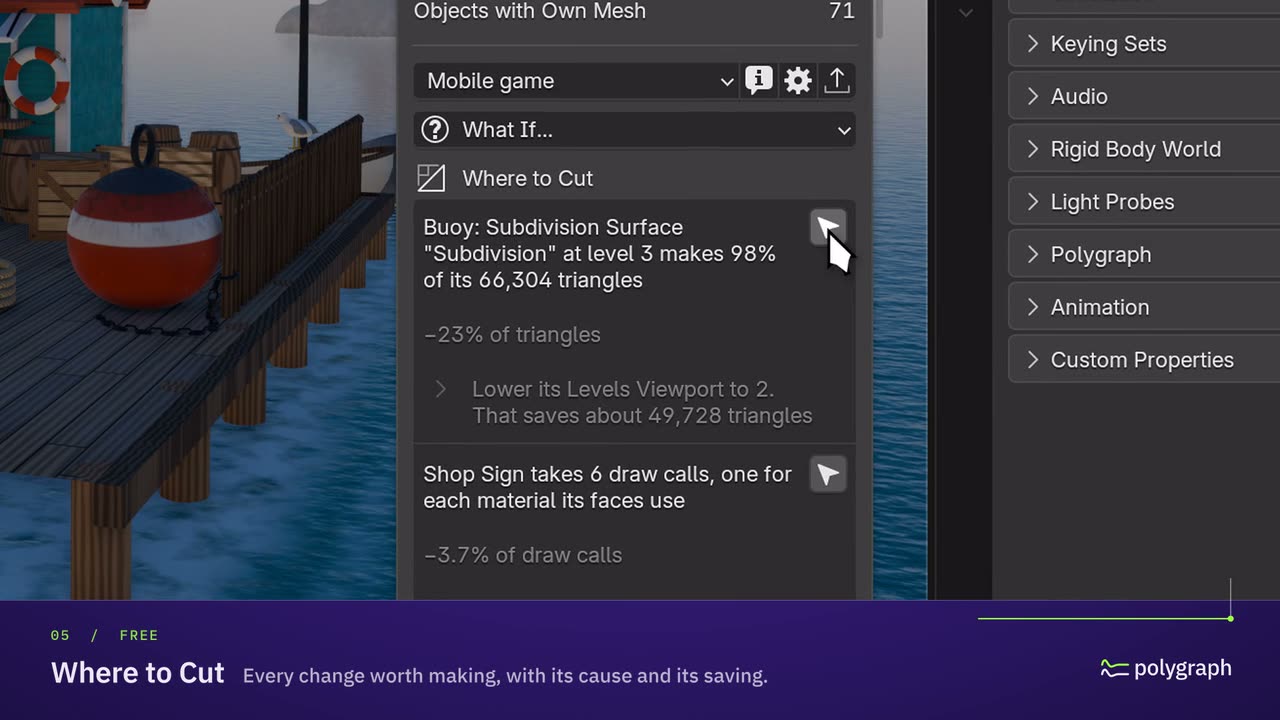 Objects with Own Mesh 71
Mobile game
What If...
Where to Cut
Buoy: Subdivision Surface
"Subdivision" at level 3 makes 98%
of its 66,304 triangles
−23% of triangles
Lower its Levels Viewport to 2.
That saves about 49,728 triangles
Shop Sign takes 6 draw calls, one for
each material its faces use
−3.7% of draw calls
Keying Sets
Audio
Rigid Body World
Light Probes
Polygraph
Animation
Custom Properties
05 / FREE
Where to Cut Every change worth making, with its cause and its saving.
polygraph